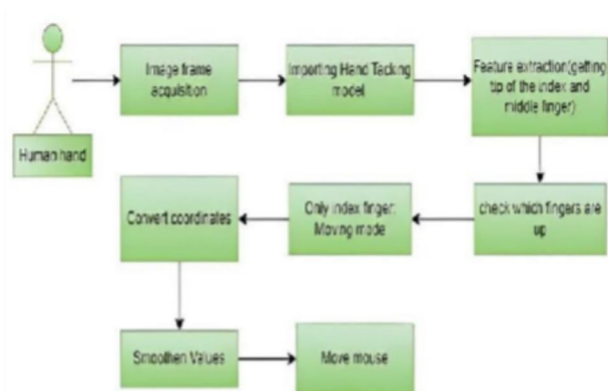 Image frame
acquisition
Importing Hand Tacking
model
Feature extraction(getting
tip of the index and
middle finger)
Human hand
check which fingers are
up
Only index finger:
Moving mode
Convert coordinates
Smoothen Values
Move mouse